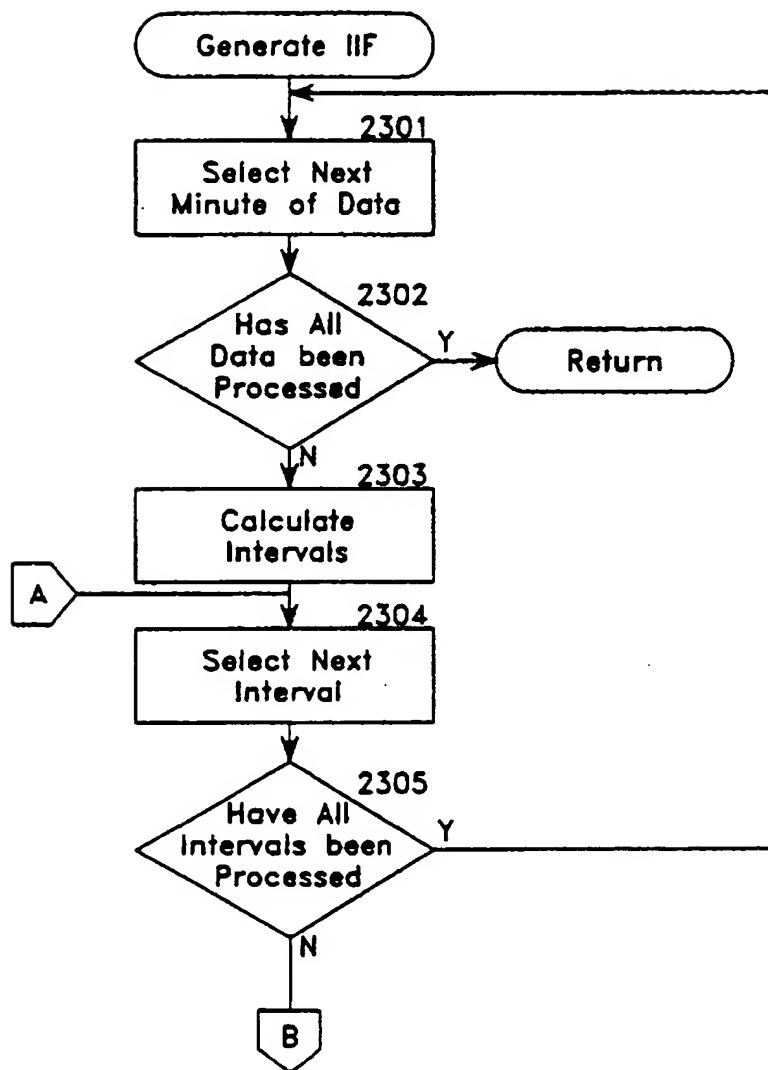 Generate IIF
2301
Select Next
Minute of Data
2302
Has All
Data been
Processed
Y
Return
N
2303
Calculate
Intervals
A
2304
Select Next
Interval
2305
Have All
Intervals been
Processed
Y
N
B